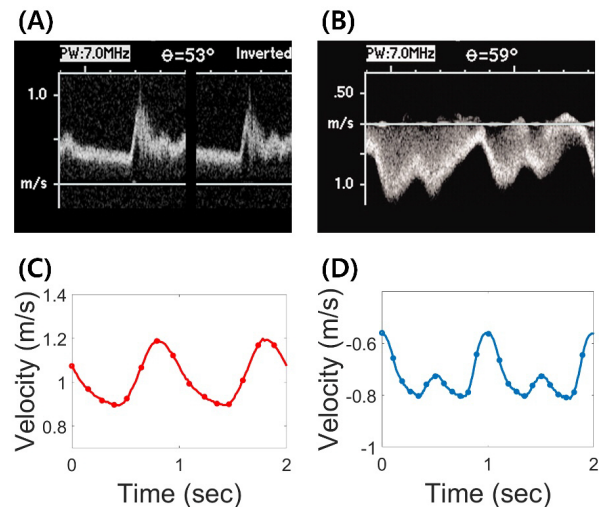 (A)
PW:7.0MHz
θ=53°
Inverted
1.0
m/s
(B)
PW:7.0MHz
θ=59°
.50
m/s
1.0
(C)
1.4
1.2
1
0.8
Velocity (m/s)
0
1
2
Time (sec)
(D)
-0.6
-0.8
-1
Velocity (m/s)
0
1
2
Time (sec)